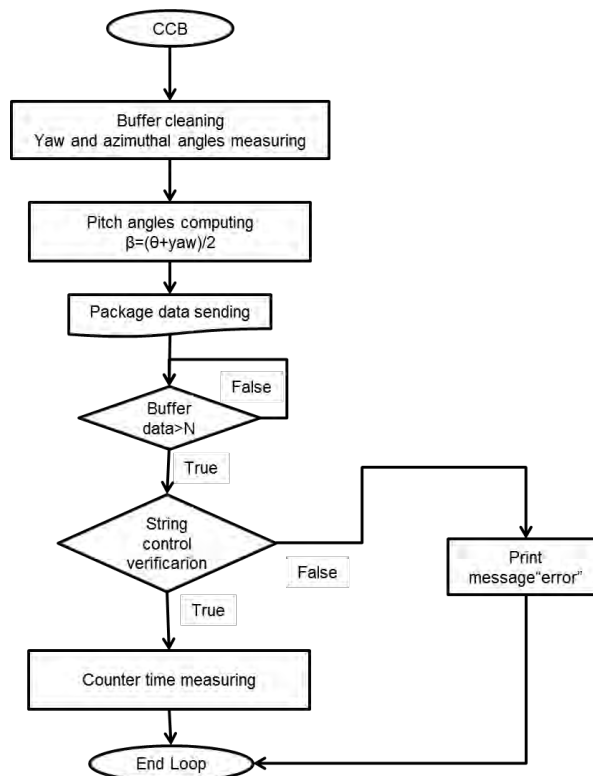 CCB
Buffer cleaning
Yaw and azimuthal angles measuring
Pitch angles computing
β=(θ+yaw)/2
Package data sending
False
Buffer
data>N
True
String
control
verificarion
False
Print
message“error”
True
Counter time measuring
End Loop